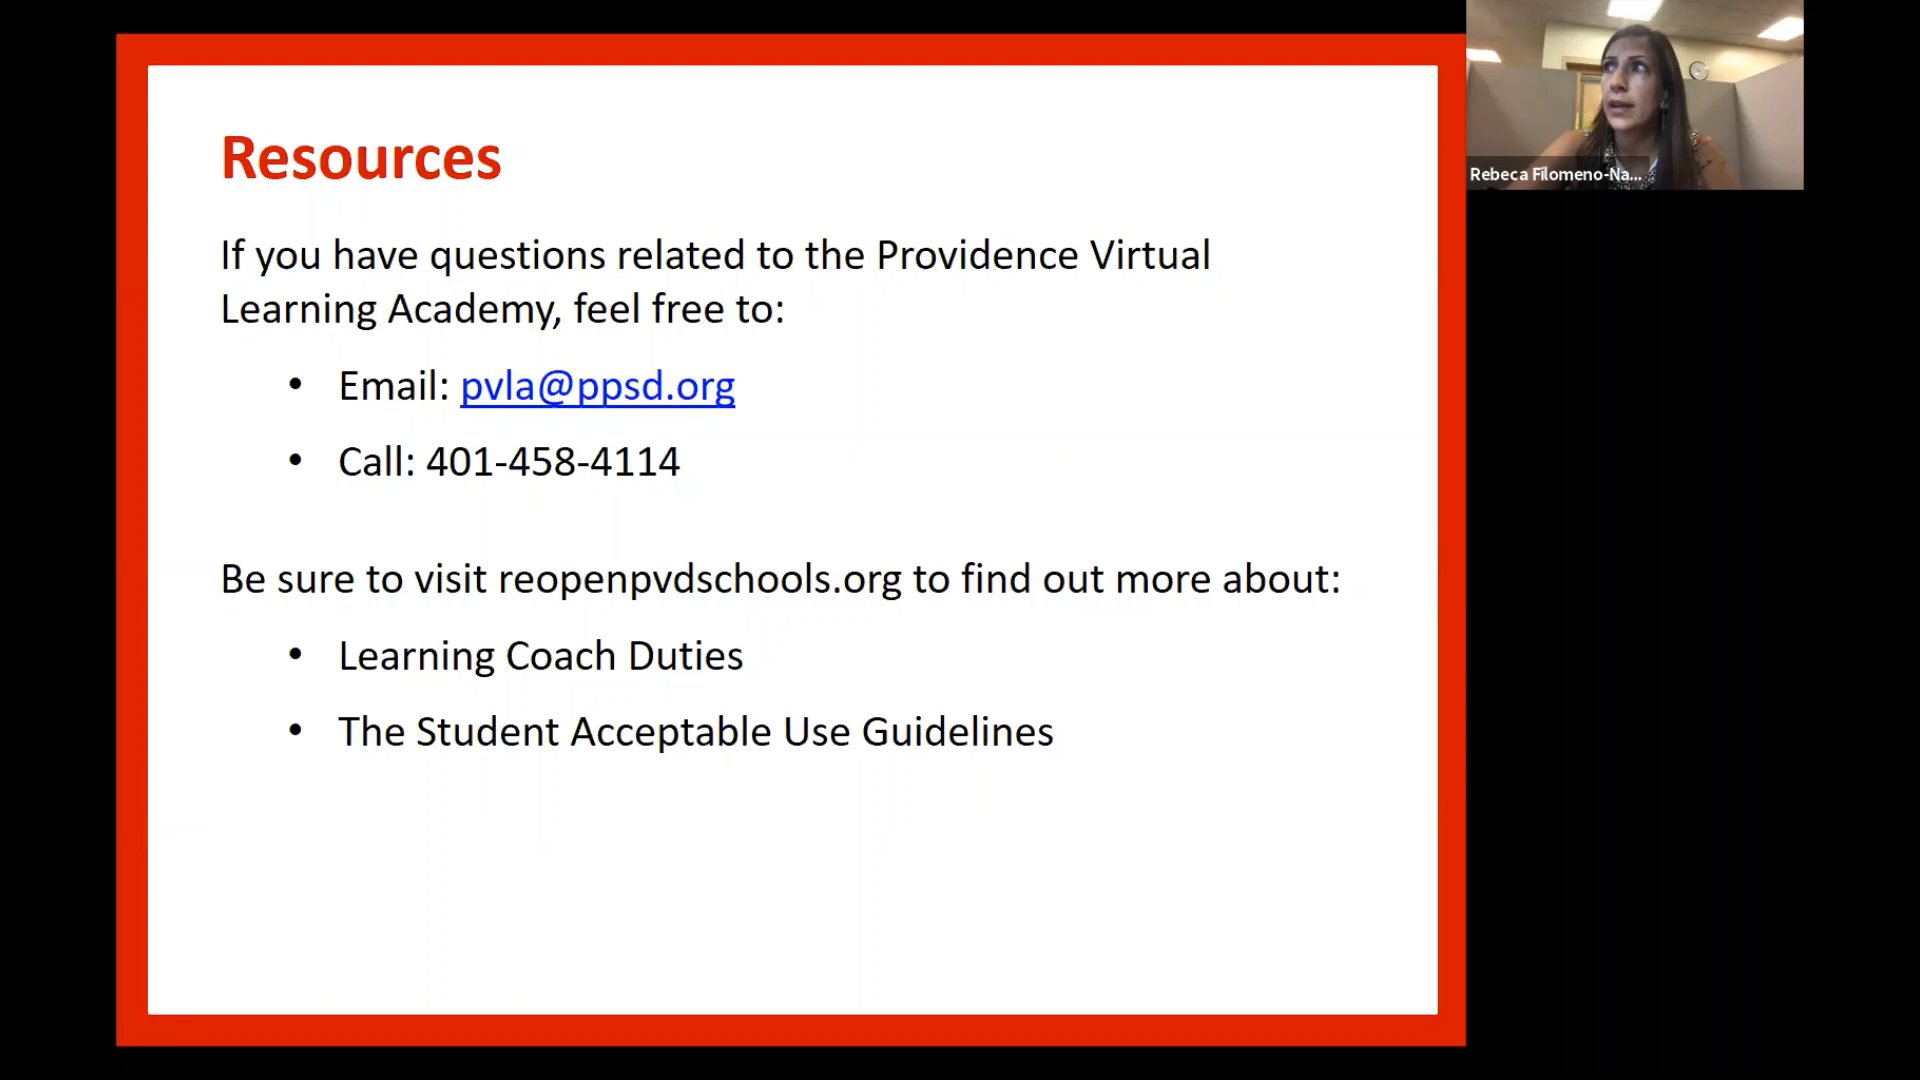 Resources
If you have questions related to the Providence Virtual
Learning Academy, feel free to:
• Email: pvla@ppsd.org
• Call: 401-458-4114
Be sure to visit reopenpvdschools.org to find out more about:
• Learning Coach Duties
• The Student Acceptable Use Guidelines
Rebeca Filomeno-Na...